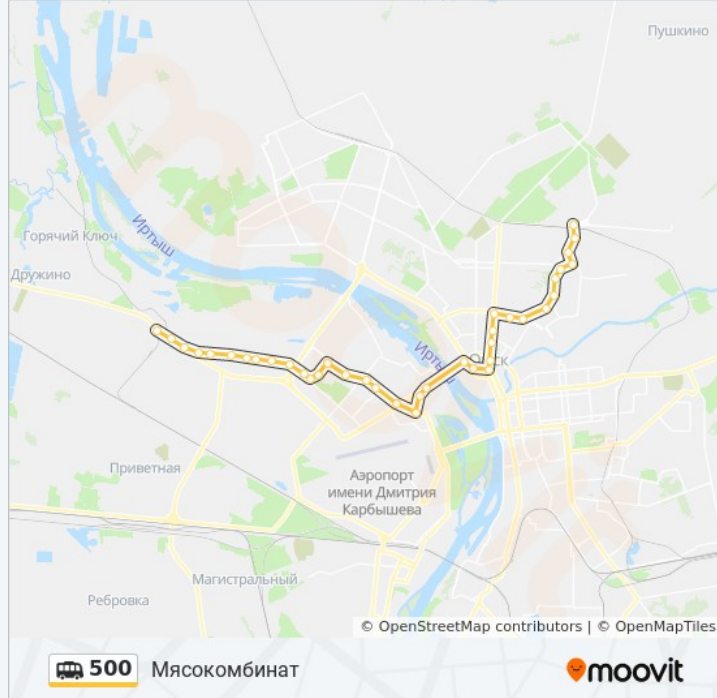 Пушкино
Иртыш
Горячий Ключ
Дружино
Иртыш
Омск
Приветная
Аэропорт
имени Дмитрия
Карбышева
Магистральный
Ребровка
© OpenStreetMap contributors | © OpenMapTiles
500 Мясокомбинат
moovit